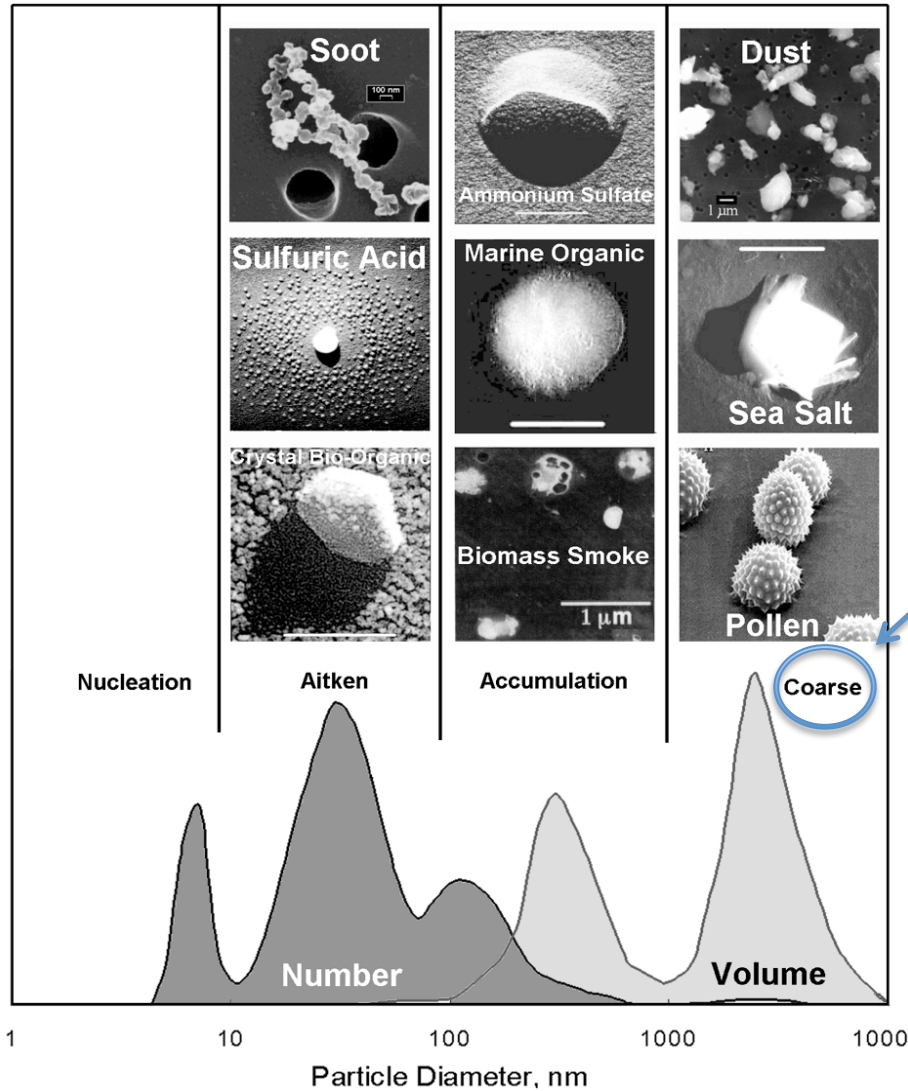 Soot
100 nm
Ammonium Sulfate
Dust
1 µm
Sulfuric Acid
Marine Organic
Sea Salt
Crystal Bio-Organic
Biomass Smoke
1 µm
Pollen
Nucleation
Aitken
Accumulation
Coarse
Number
Volume
1
10
100
1000
1000
Particle Diameter, nm